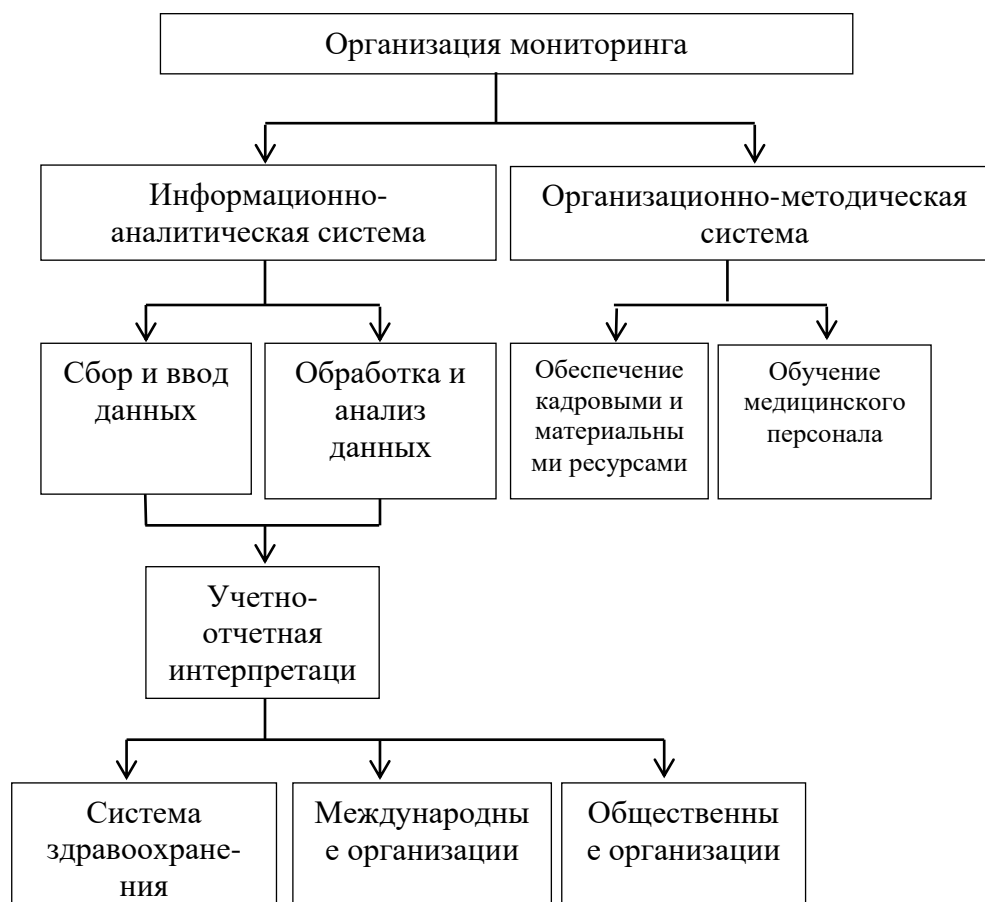 Организация мониторинга
Информационно-
аналитическая система
Организационно-методическая
система
Сбор и ввод
данных
Обработка и
анализ
данных
Обеспечение
кадровыми и
материальны
ми ресурсами
Обучение
медицинского
персонала
Учетно-
отчетная
интерпретаци
Система
здравоохране-
ния
Международны
е организации
Общественны
е организации